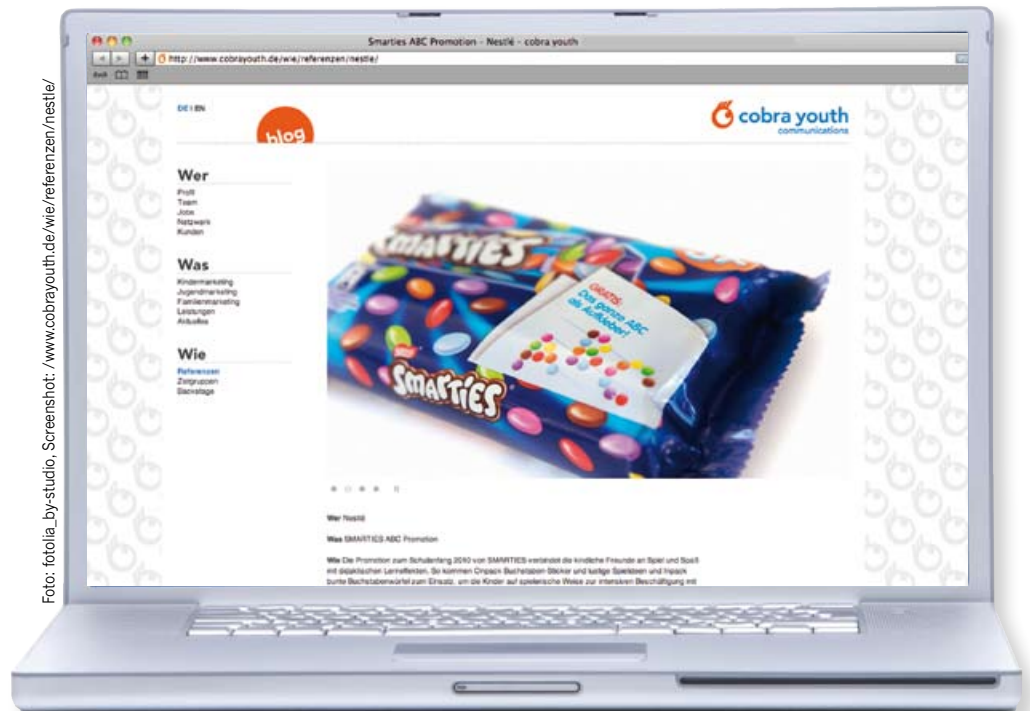 Foto: fotolia_by-studio, Screenshot: /www.cobrayouth.de/wie/referenzen/nestle/
Smarties ABC Promotion - Nestlé - cobra youth
http://www.cobrayouth.de/wie/referenzen/nestle/
DE | EN
blog
cobra youth
communications
Wer
Profil
Team
Jobs
Netzwerk
Kunden
Was
Kindermarketing
Jugendmarketing
Familienmarketing
Leistungen
Aktuelles
Wie
Referenzen
Zielgruppen
Backstage
SMARTIES
GRATIS:
Das ganze ABC
als Aufkleber!
Nestlé
SMARTIES
Wer Nestlé
Was SMARTIES ABC Promotion
Wie Die Promotion zum Schulanfang 2010 von SMARTIES verbindet die kindliche Freunde an Spiel und Spaß
mit didaktischen Lerneffekten. So kommen Onpack Buchstaben-Sticker und lustige Spielideen und Inpack
bunte Buchstabenwürfel zum Einsatz, um die Kinder auf spielerische Weise zur intensiven Beschäftigung mit